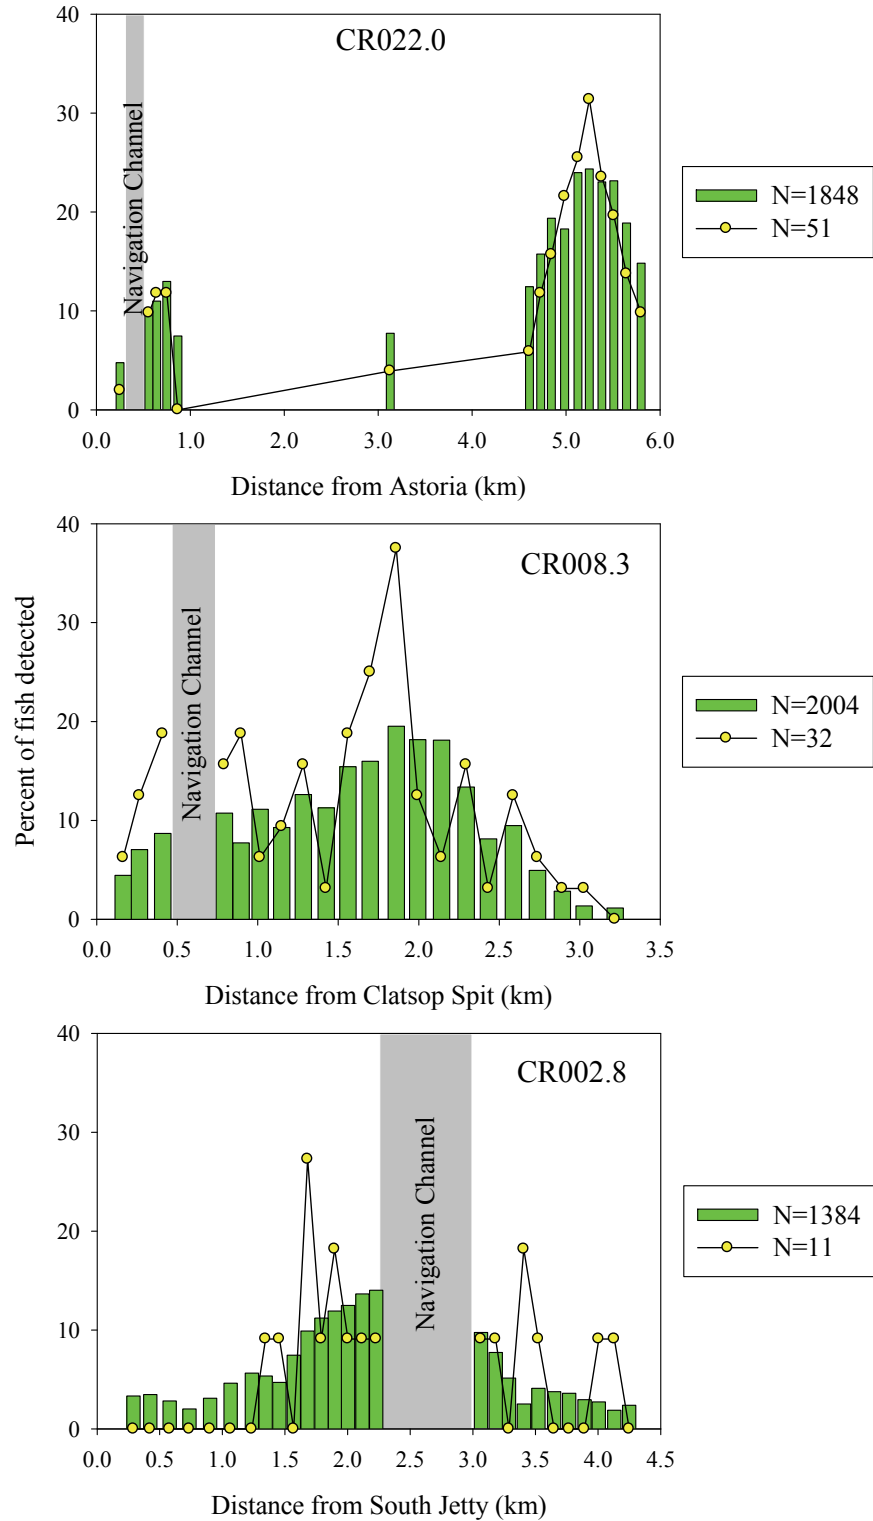 40
30
20
10
0
CR022.0
Navigation Channel
N=1848
N=51
0.0 1.0 2.0 3.0 4.0 5.0 6.0
Distance from Astoria (km)
Percent of fish detected
40
30
20
10
0
CR008.3
Navigation Channel
N=2004
N=32
0.0 0.5 1.0 1.5 2.0 2.5 3.0 3.5
Distance from Clatsop Spit (km)
40
30
20
10
0
CR002.8
Navigation Channel
N=1384
N=11
0.0 0.5 1.0 1.5 2.0 2.5 3.0 3.5 4.0 4.5
Distance from South Jetty (km)